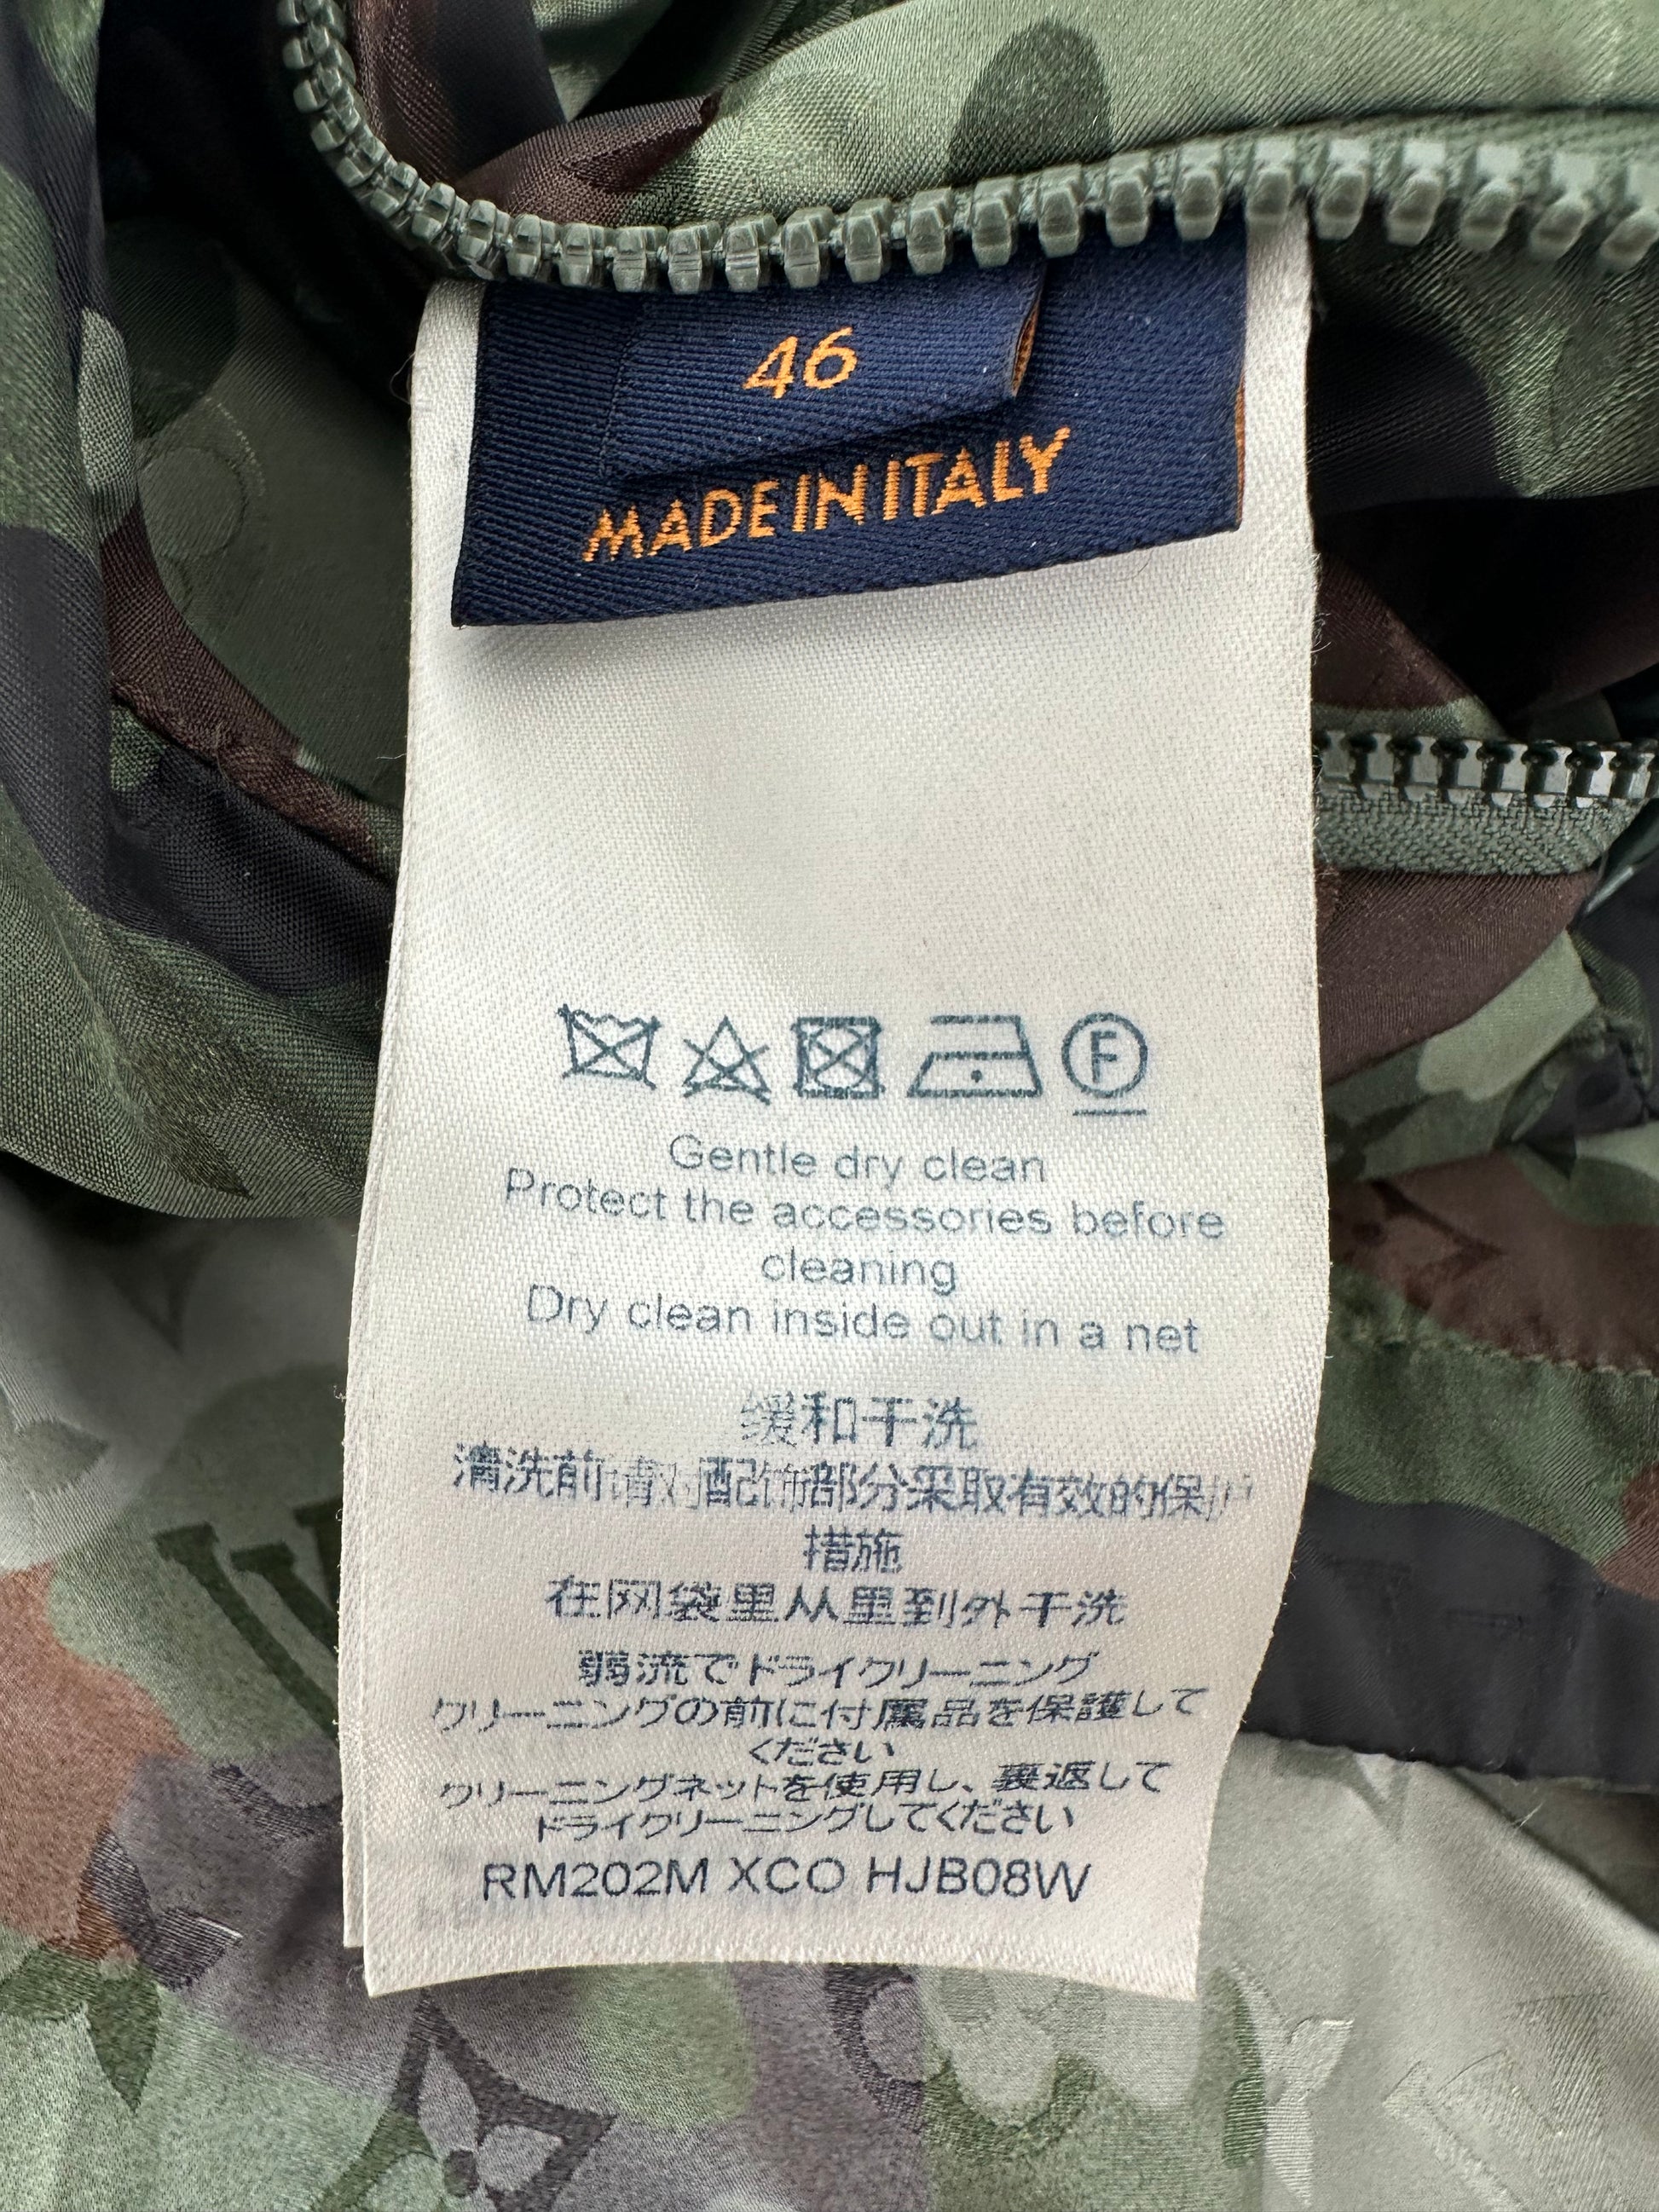 46
MADE IN ITALY
F
Gentle dry clean
Protect the accessories before
cleaning
Dry clean inside out in a net
缓和干洗
清洗前请对配饰部分采取有效的保护
措施
在网袋里从里到外干洗
弱流でドライクリーニング
クリーニングの前に付属品を保護して
ください
クリーニングネットを使用し、裏返して
ドライクリーニングしてください
RM202M XCO HJB08W